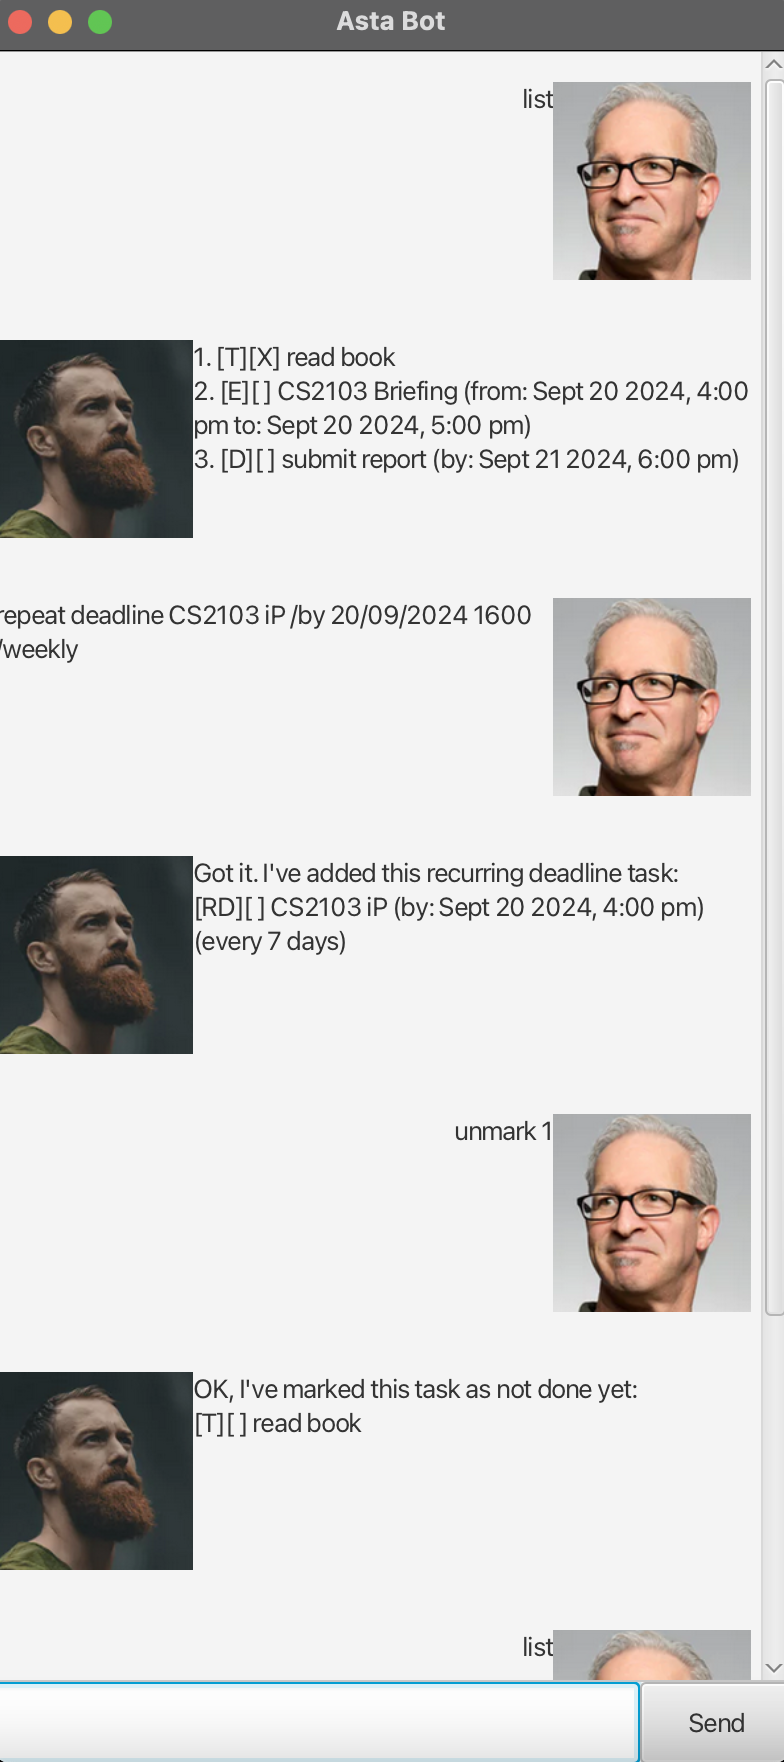 Asta Bot
list
1. [T][X] read book
2. [E][ ] CS2103 Briefing (from: Sept 20 2024, 4:00
pm to: Sept 20 2024, 5:00 pm)
3. [D][ ] submit report (by: Sept 21 2024, 6:00 pm)
repeat deadline CS2103 iP /by 20/09/2024 1600
/weekly
Got it. I've added this recurring deadline task:
[RD][ ] CS2103 iP (by: Sept 20 2024, 4:00 pm)
(every 7 days)
unmark 1
OK, I've marked this task as not done yet:
[T][ ] read book
list
Send